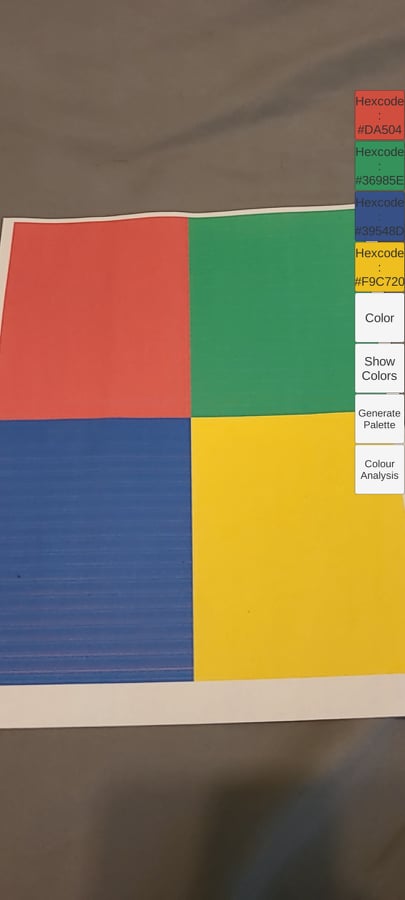 Hexcode
:
#DA504
Hexcode
:
#36985E
Hexcode
:
#39548D
Hexcode
:
#F9C720
Color
Show
Colors
Generate
Palette
Colour
Analysis